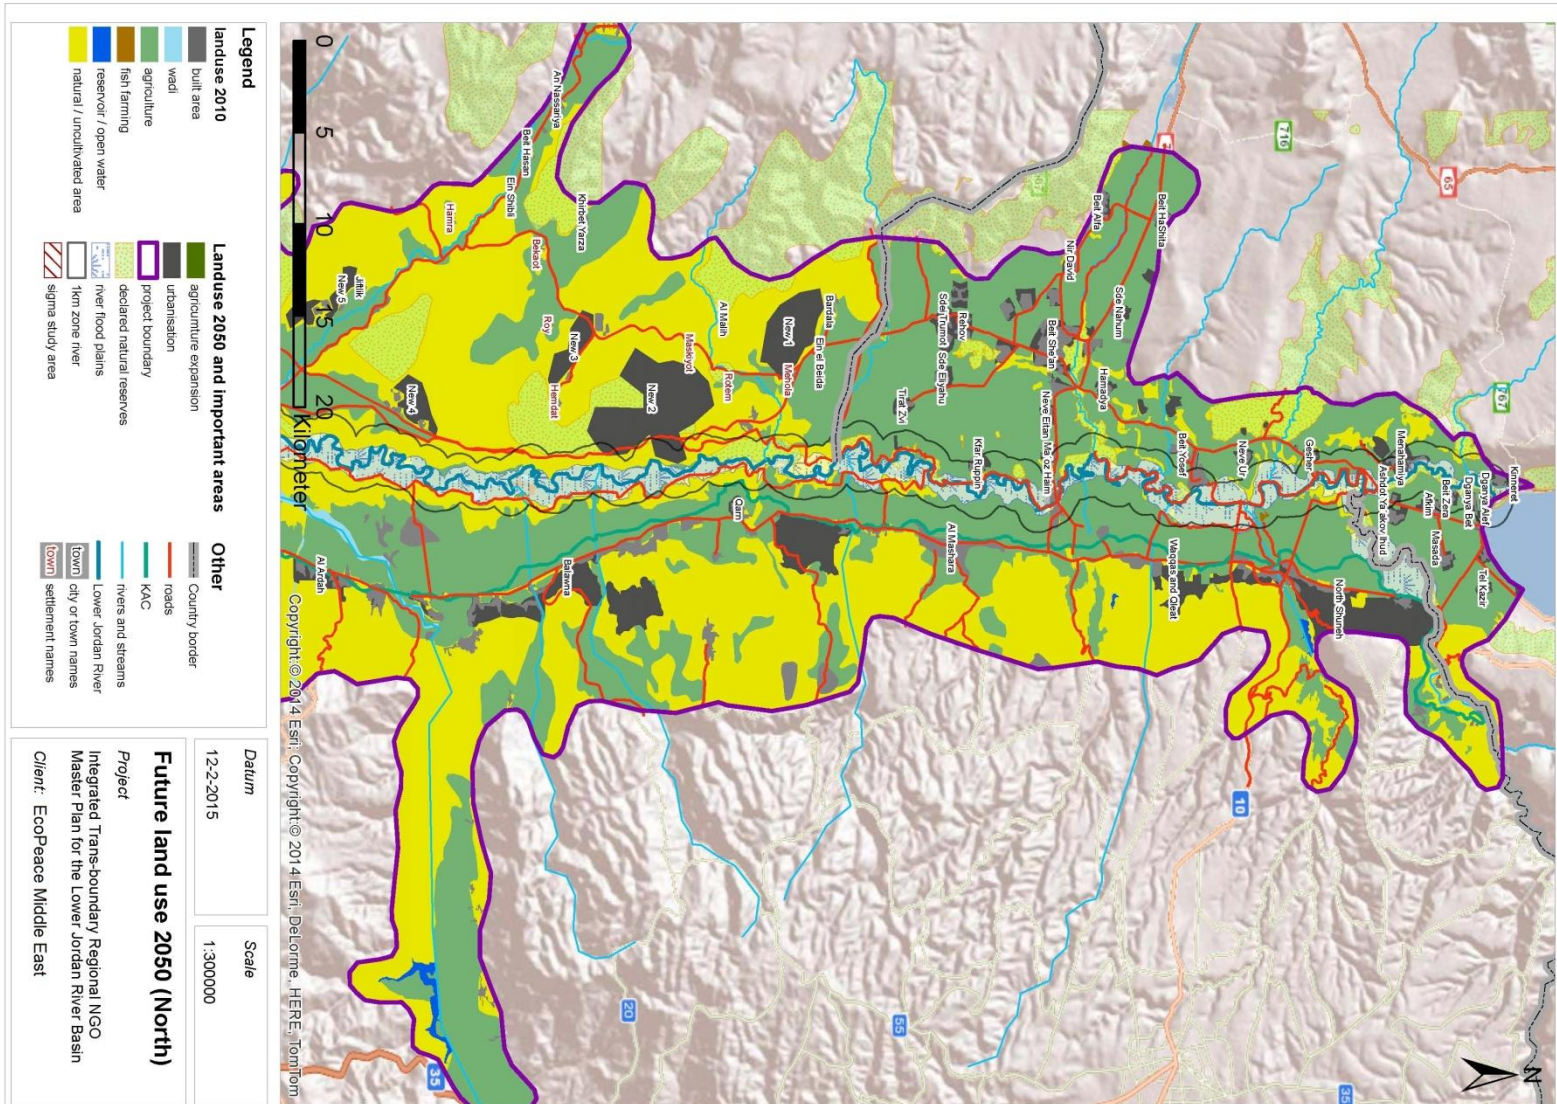 Legend
landuse 2010
built area
wadi
agriculture
fish farming
reservoir / open water
natural / uncultivated area
Landuse 2050 and important areas
agricumture expansion
urbanisation
project boundary
declared natural reserves
river flood plains
1km zone river
sigma study area
Other
Country border
roads
KAC
rivers and streams
Lower Jordan River
town
city or town names
town
settlement names
Datum
12-2-2015
Scale
1:300000
Future land use 2050 (North)
Project
Integrated Trans-boundary Regional NGO
Master Plan for the Lower Jordan River Basin
Client: EcoPeace Middle East
0
5
10
15
20
Kilometer
Copyright:© 2014 Esri, Copyright:© 2014 Esri, DeLorme, HERE, TomTom
N
Kinneret
Dganya Alef
Dganya Bet
Beit Zera
Afkim
Masada
Tel Kazir
Menahamiya
Ashdot Ya'akov Ihud
Gesher
Neve Ur
North Shuneh
Beit Yosef
Waqqas and Qleat
Beit HaShita
Sde Nahum
Hamadya
Beit Alfa
Nir David
Beit She'an
Neve Eitan
Ma'oz Haim
Rehov
Sdei Trumot
Sde Eliyahu
Kfar Ruppin
Al Mashara
Tirat Zvi
Bardala
Ein el Beida
Mehola
New 1
Al Malih
Rotem
Maskiyot
New 2
Qarn
Khirbet Yarza
New 3
Roy
Hemdat
Bekaot
Balawna
An Nassariya
Beit Hasan
Ein Shibli
Hamra
New 4
Jiftlik
New 5
Al Ardah
716
65
767
10
20
55
35
35